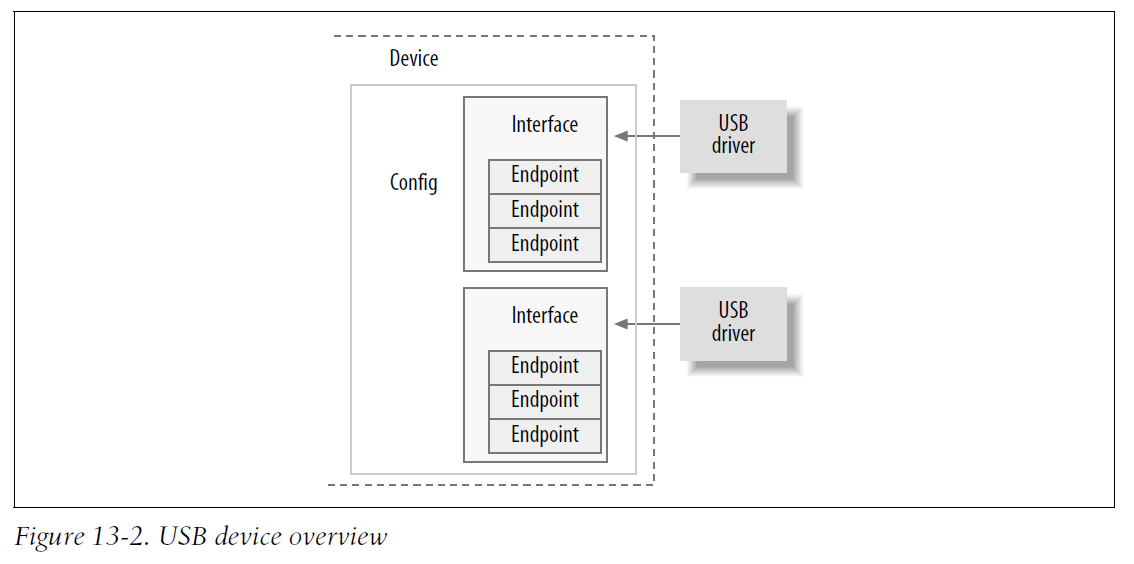 Device
Interface
USB
driver
Config
Endpoint
Endpoint
Endpoint
Interface
USB
driver
Endpoint
Endpoint
Endpoint
Figure 13-2. USB device overview